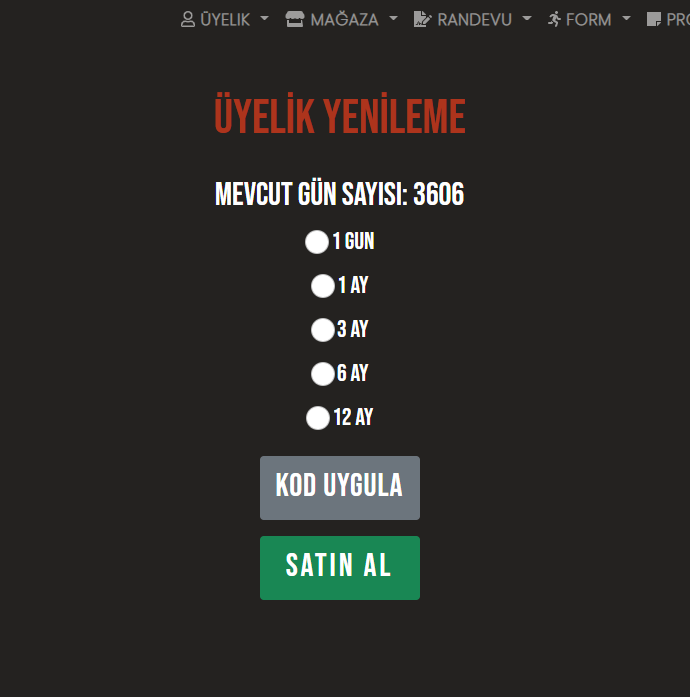 ÜYELIK MAĞAZA RANDEVU FORM
ÜYELİK YENİLEME
MEVCUT GÜN SAYISI: 3606
1 GUN
1 AY
3 AY
6 AY
12 AY
KOD UYGULA
SATIN AL